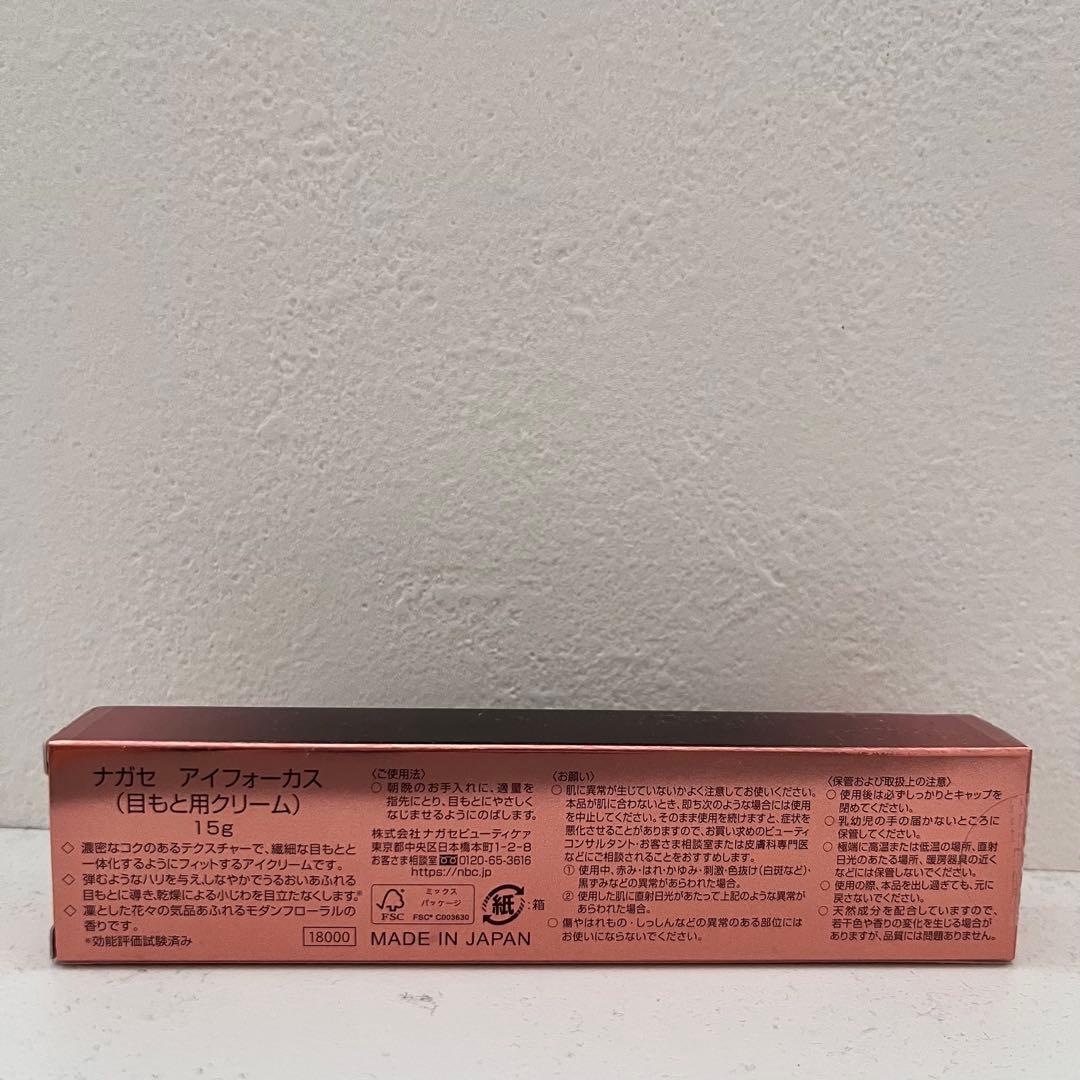 ナガセ アイフォーカス
(目もと用クリーム)
15g
◇ 濃密なコクのあるテクスチャーで、繊細な目もとと
一体化するようにフィットするアイクリームです。
◇ 弾むようなハリを与え、しなやかでうるおいあふれる
目もとに導き、乾燥による小じわを目立たなくします。※
◇ 凜とした花々の気品あふれるモダンフローラルの
香りです。
※効能評価試験済み
18000
〈ご使用法〉
○ 朝晩のお手入れに、適量を
指先にとり、目もとにやさしく
なじませるようにのばします。
株式会社ナガセビューティケァ
東京都中央区日本橋本町1-2-8
お客さま相談室 0120-65-3616
https://nbc.jp
FSC
ミックス
パッケージ
FSC® C003630
紙
:箱
MADE IN JAPAN
〈お願い〉
○ 肌に異常が生じていないかよく注意してお使いください。
本品が肌に合わないとき、即ち次のような場合には使用
を中止してください。そのまま使用を続けますと、症状を
悪化させることがありますので、お買い求めのビューティ
コンサルタント・お客さま相談室または皮膚科専門医
などにご相談されることをおすすめします。
① 使用中、赤み・はれ・かゆみ・刺激・色抜け(白斑など)・
黒ずみなどの異常があらわれた場合。
② 使用した肌に直射日光があたって上記のような異常が
あらわれた場合。
○ 傷やはれもの・しっしんなどの異常のある部位には
お使いにならないでください。
〈保管および取扱上の注意〉
○ 使用後は必ずしっかりとキャップを
閉めてください。
○ 乳幼児の手の届かないところに
保管してください。
○ 極端に高温または低温の場所、直射
日光のあたる場所、暖房器具の近く
などには保管しないでください。
○ 使用の際、本品を出し過ぎても、元に
戻さないでください。
○ 天然成分を配合していますので、
若干色や香りの変化を生じる場合が
ありますが、品質には問題ありません。